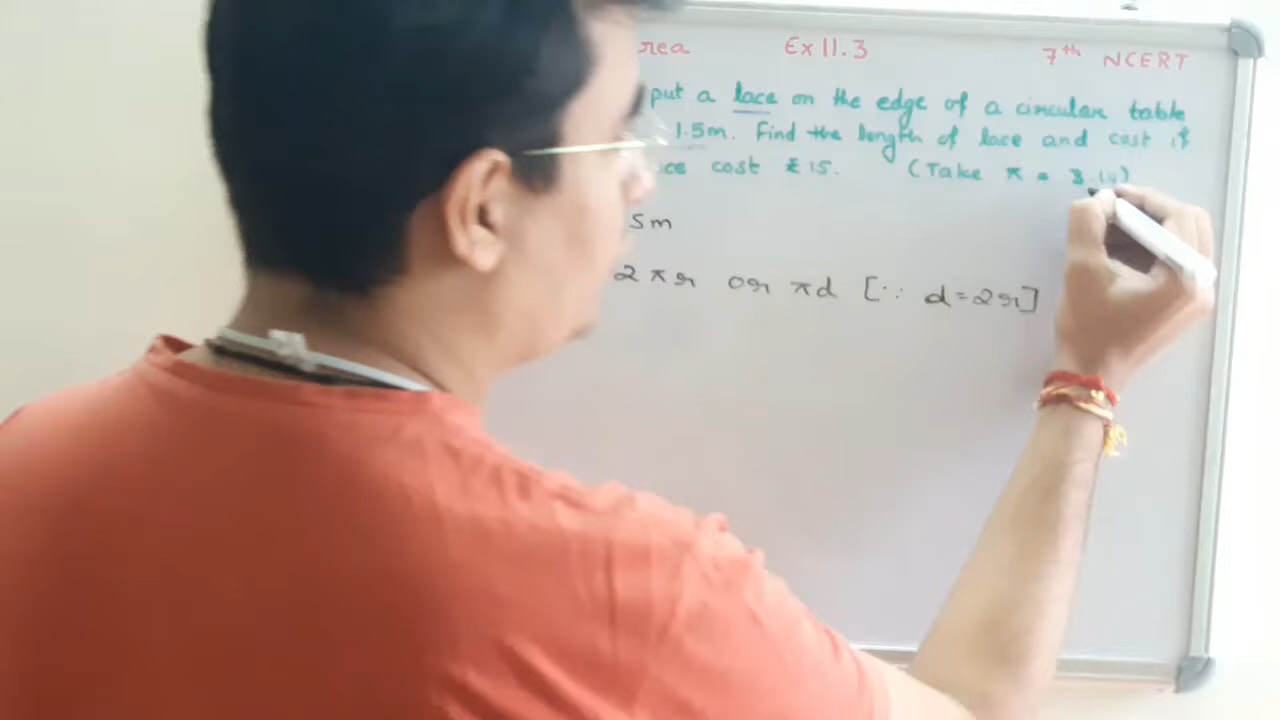 rea Ex 11.3 7th NCERT
put a lace on the edge of a circular table
1.5m. Find the length of lace and cost if
ce cost ₹15. (Take π = 3.14)
5m
2πr or πd [∵ d=2r]